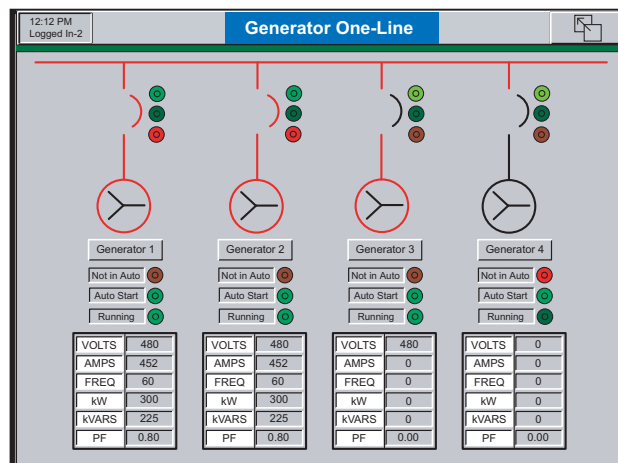 12:12 PM
Logged In-2
Generator One-Line
Generator 1 Generator 2 Generator 3 Generator 4
Not in Auto Not in Auto Not in Auto Not in Auto
Auto Start Auto Start Auto Start Auto Start
Running Running Running Running
VOLTS 480 VOLTS 480 VOLTS 480 VOLTS 0
AMPS 452 AMPS 452 AMPS 0 AMPS 0
FREQ 60 FREQ 60 FREQ 0 FREQ 0
kW 300 kW 300 kW 0 kW 0
kVARS 225 kVARS 225 kVARS 0 kVARS 0
PF 0.80 PF 0.80 PF 0.00 PF 0.00